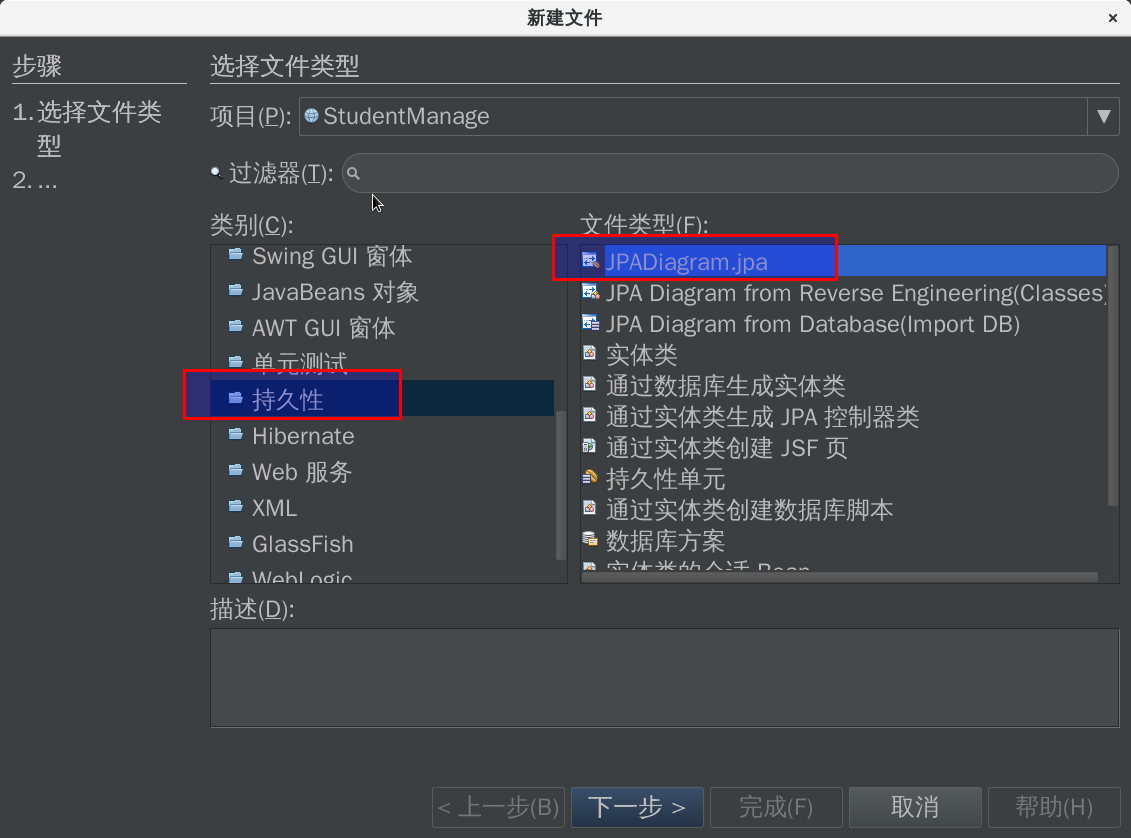 新建文件
步骤
1.选择文件类
型
2. ...
选择文件类型
项目(P): StudentManage
过滤器(T):
类别(C):
Swing GUI 窗体
JavaBeans 对象
AWT GUI 窗体
单元测试
持久性
Hibernate
Web 服务
XML
GlassFish
WebLogic
文件类型(F):
JPADiagram.jpa
JPA Diagram from Reverse Engineering(Classes)
JPA Diagram from Database(Import DB)
实体类
通过数据库生成实体类
通过实体类生成 JPA 控制器类
通过实体类创建 JSF 页
持久性单元
通过实体类创建数据库脚本
数据库方案
实体类的会话 Bean
描述(D):
< 上一步(B) 下一步 > 完成(F) 取消 帮助(H)